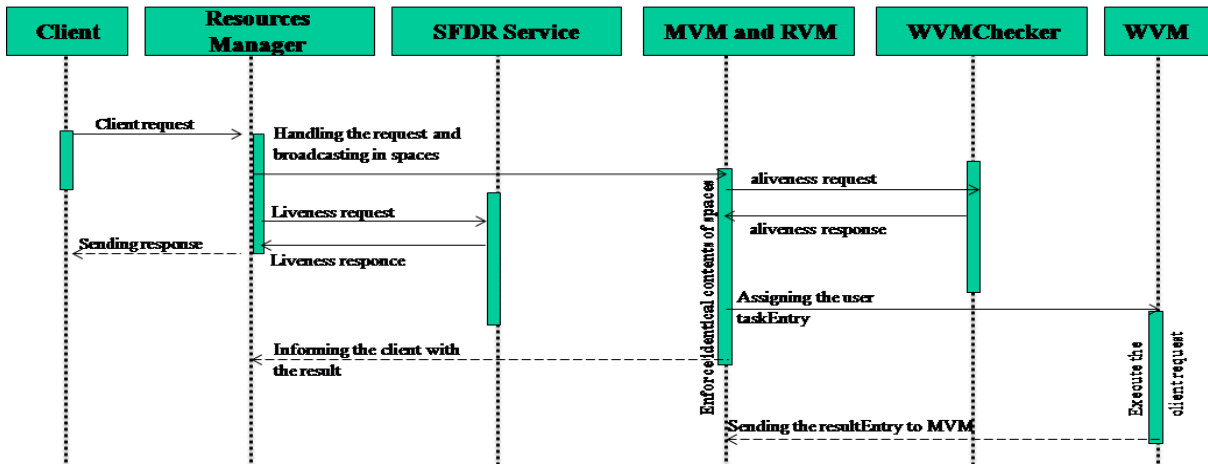 Client
Resources
Manager
SFDR Service
MVM and RVM
WVMChecker
WVM
Client request
Handling the request and
broadcasting in spaces
aliveness request
Liveness request
aliveness response
Sending response
Liveness responce
Enforce identical contents of spaces
Assigning the user
taskEntry
Informing the client with
the result
Execute the
client request
Sending the resultEntry to MVM